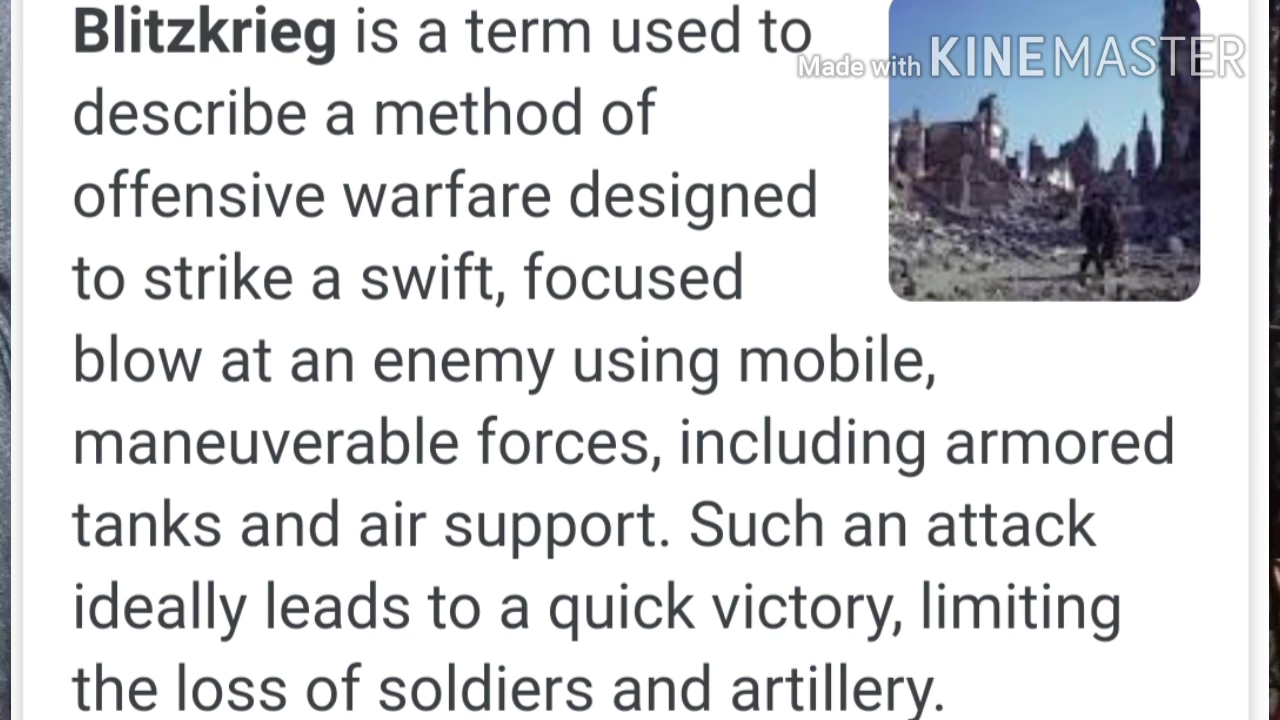 Blitzkrieg is a term used to
Made with KINEMASTER
describe a method of
offensive warfare designed
to strike a swift, focused
blow at an enemy using mobile,
maneuverable forces, including armored
tanks and air support. Such an attack
ideally leads to a quick victory, limiting
the loss of soldiers and artillery.